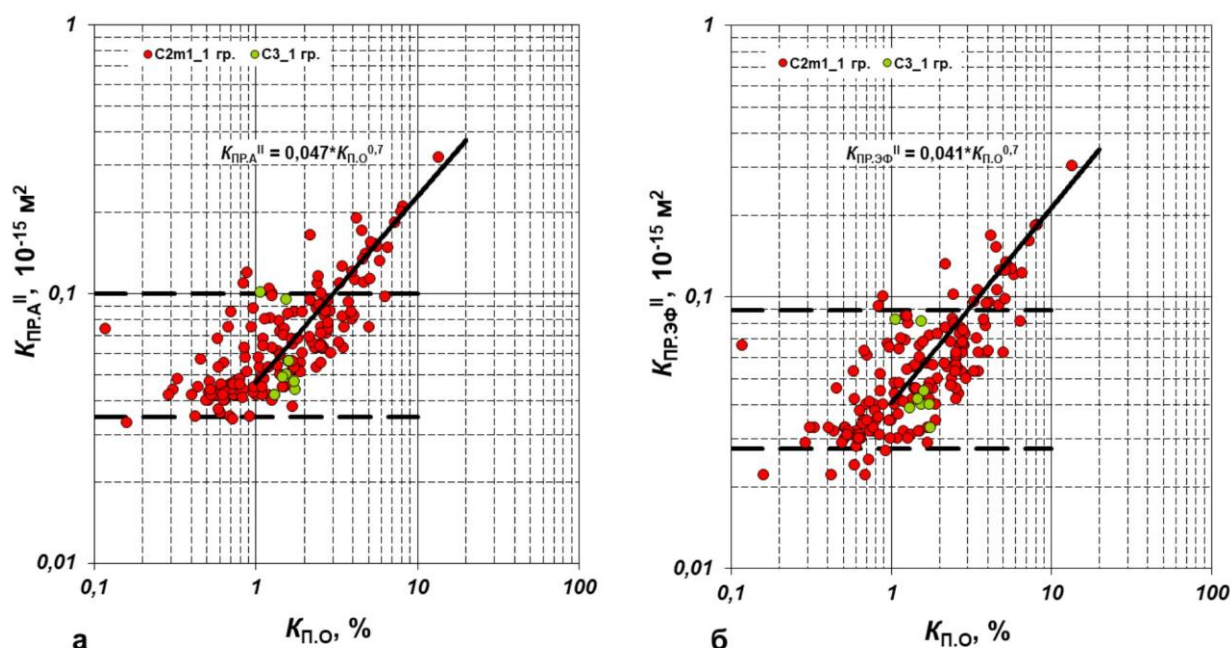 1
C2m1_1 гр.
C3_1 гр.
K_ПР.А^II = 0,047*K_П.О^0,7
K_ПР.А^II, 10^-15 м^2
0,1
0,01
0,1
1
10
100
K_П.О, %
а
1
C2m1_1 гр.
C3_1 гр.
K_ПР.ЭФ^II = 0,041*K_П.О^0,7
K_ПР.ЭФ^II, 10^-15 м^2
0,1
0,01
0,1
1
10
100
K_П.О, %
б